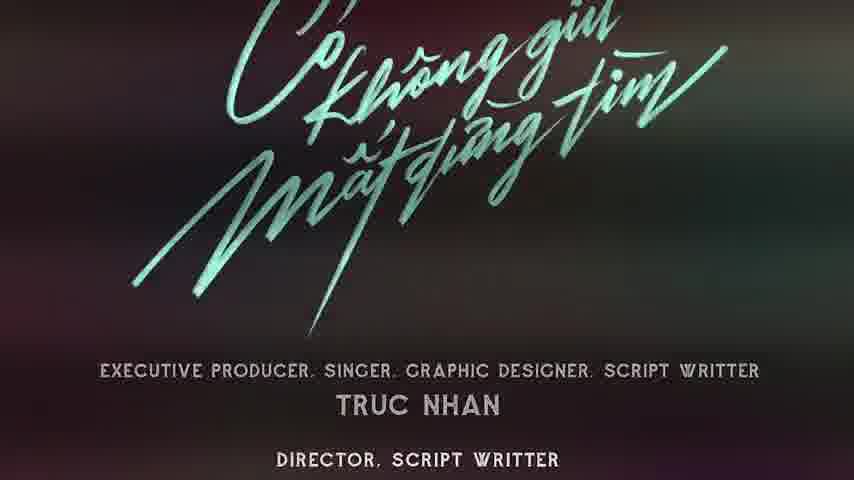 Có không giữ
mất đừng tìm
EXECUTIVE PRODUCER. SINGER. GRAPHIC DESIGNER. SCRIPT WRITTER
TRUC NHAN
DIRECTOR. SCRIPT WRITTER